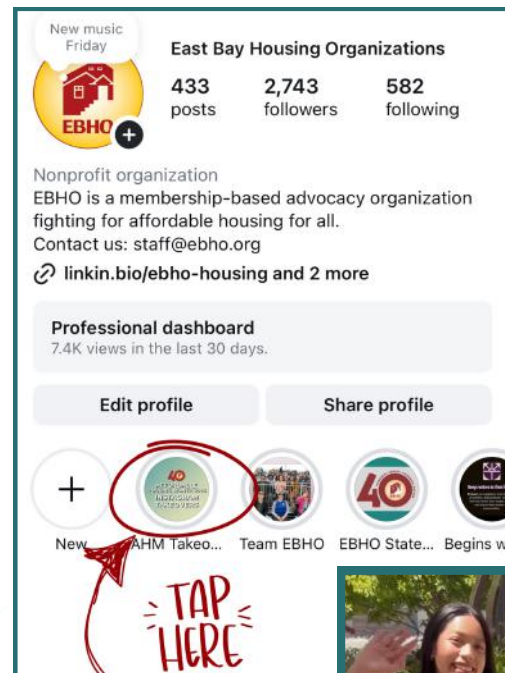 New music
Friday
East Bay Housing Organizations
433
2,743
582
posts
followers
following
EBHO
Nonprofit organization
EBHO is a membership-based advocacy organization
fighting for affordable housing for all.
Contact us: staff@ebho.org
linkin.bio/ebho-housing and 2 more
Professional dashboard
7.4K views in the last 30 days.
Edit profile
Share profile
40
AFFORDABLE
INSTAGRAM
TAKEOVERS
40
New
AHM Takeo...
Team EBHO
EBHO State...
Begins w
TAP
HERE